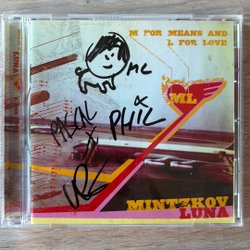 M FOR MEANS AND
L FOR LOVE
ML
PASCAL
PHIL
ML
MINTZKOV
LUNA